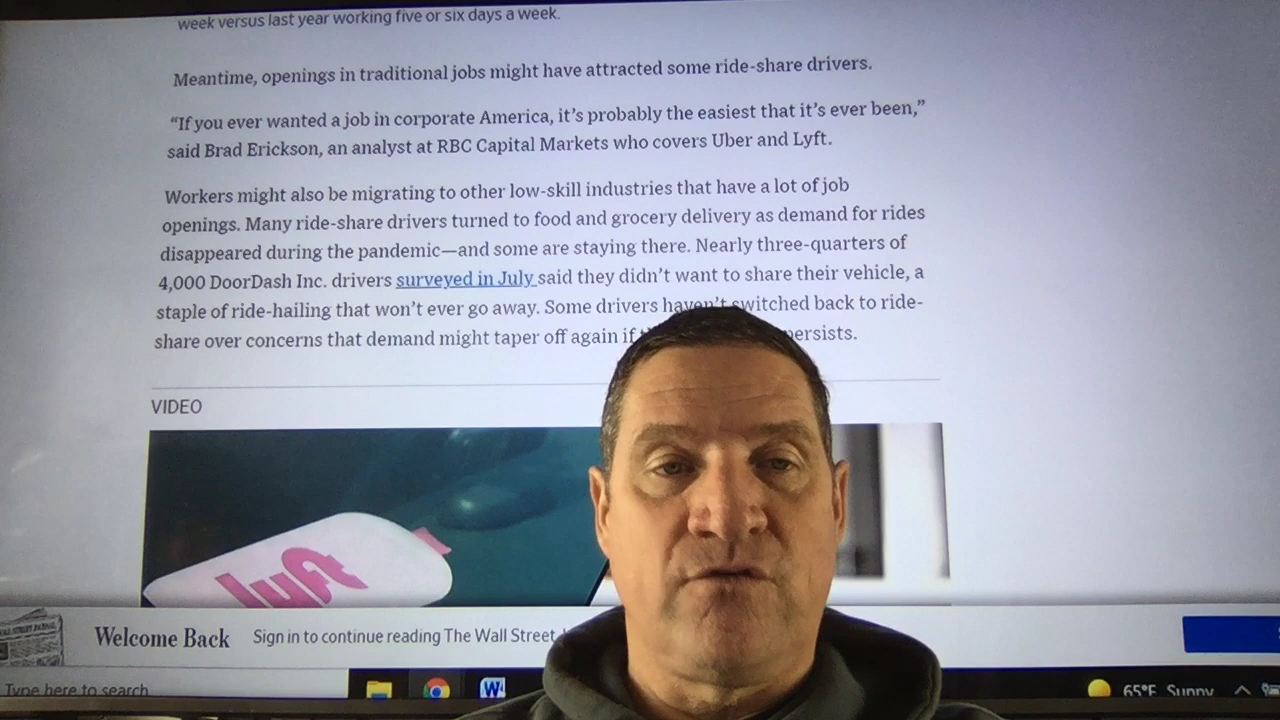 week versus last year working five or six days a week.
Meantime, openings in traditional jobs might have attracted some ride-share drivers.
“If you ever wanted a job in corporate America, it’s probably the easiest that it’s ever been,”
said Brad Erickson, an analyst at RBC Capital Markets who covers Uber and Lyft.
Workers might also be migrating to other low-skill industries that have a lot of job
openings. Many ride-share drivers turned to food and grocery delivery as demand for rides
disappeared during the pandemic—and some are staying there. Nearly three-quarters of
4,000 DoorDash Inc. drivers surveyed in July said they didn’t want to share their vehicle, a
staple of ride-hailing that won’t ever go away. Some drivers haven’t switched back to ride-
share over concerns that demand might taper off again if persists.
VIDEO
lyft
Welcome Back Sign in to continue reading The Wall Street
Type here to search
W
65°F Sunny